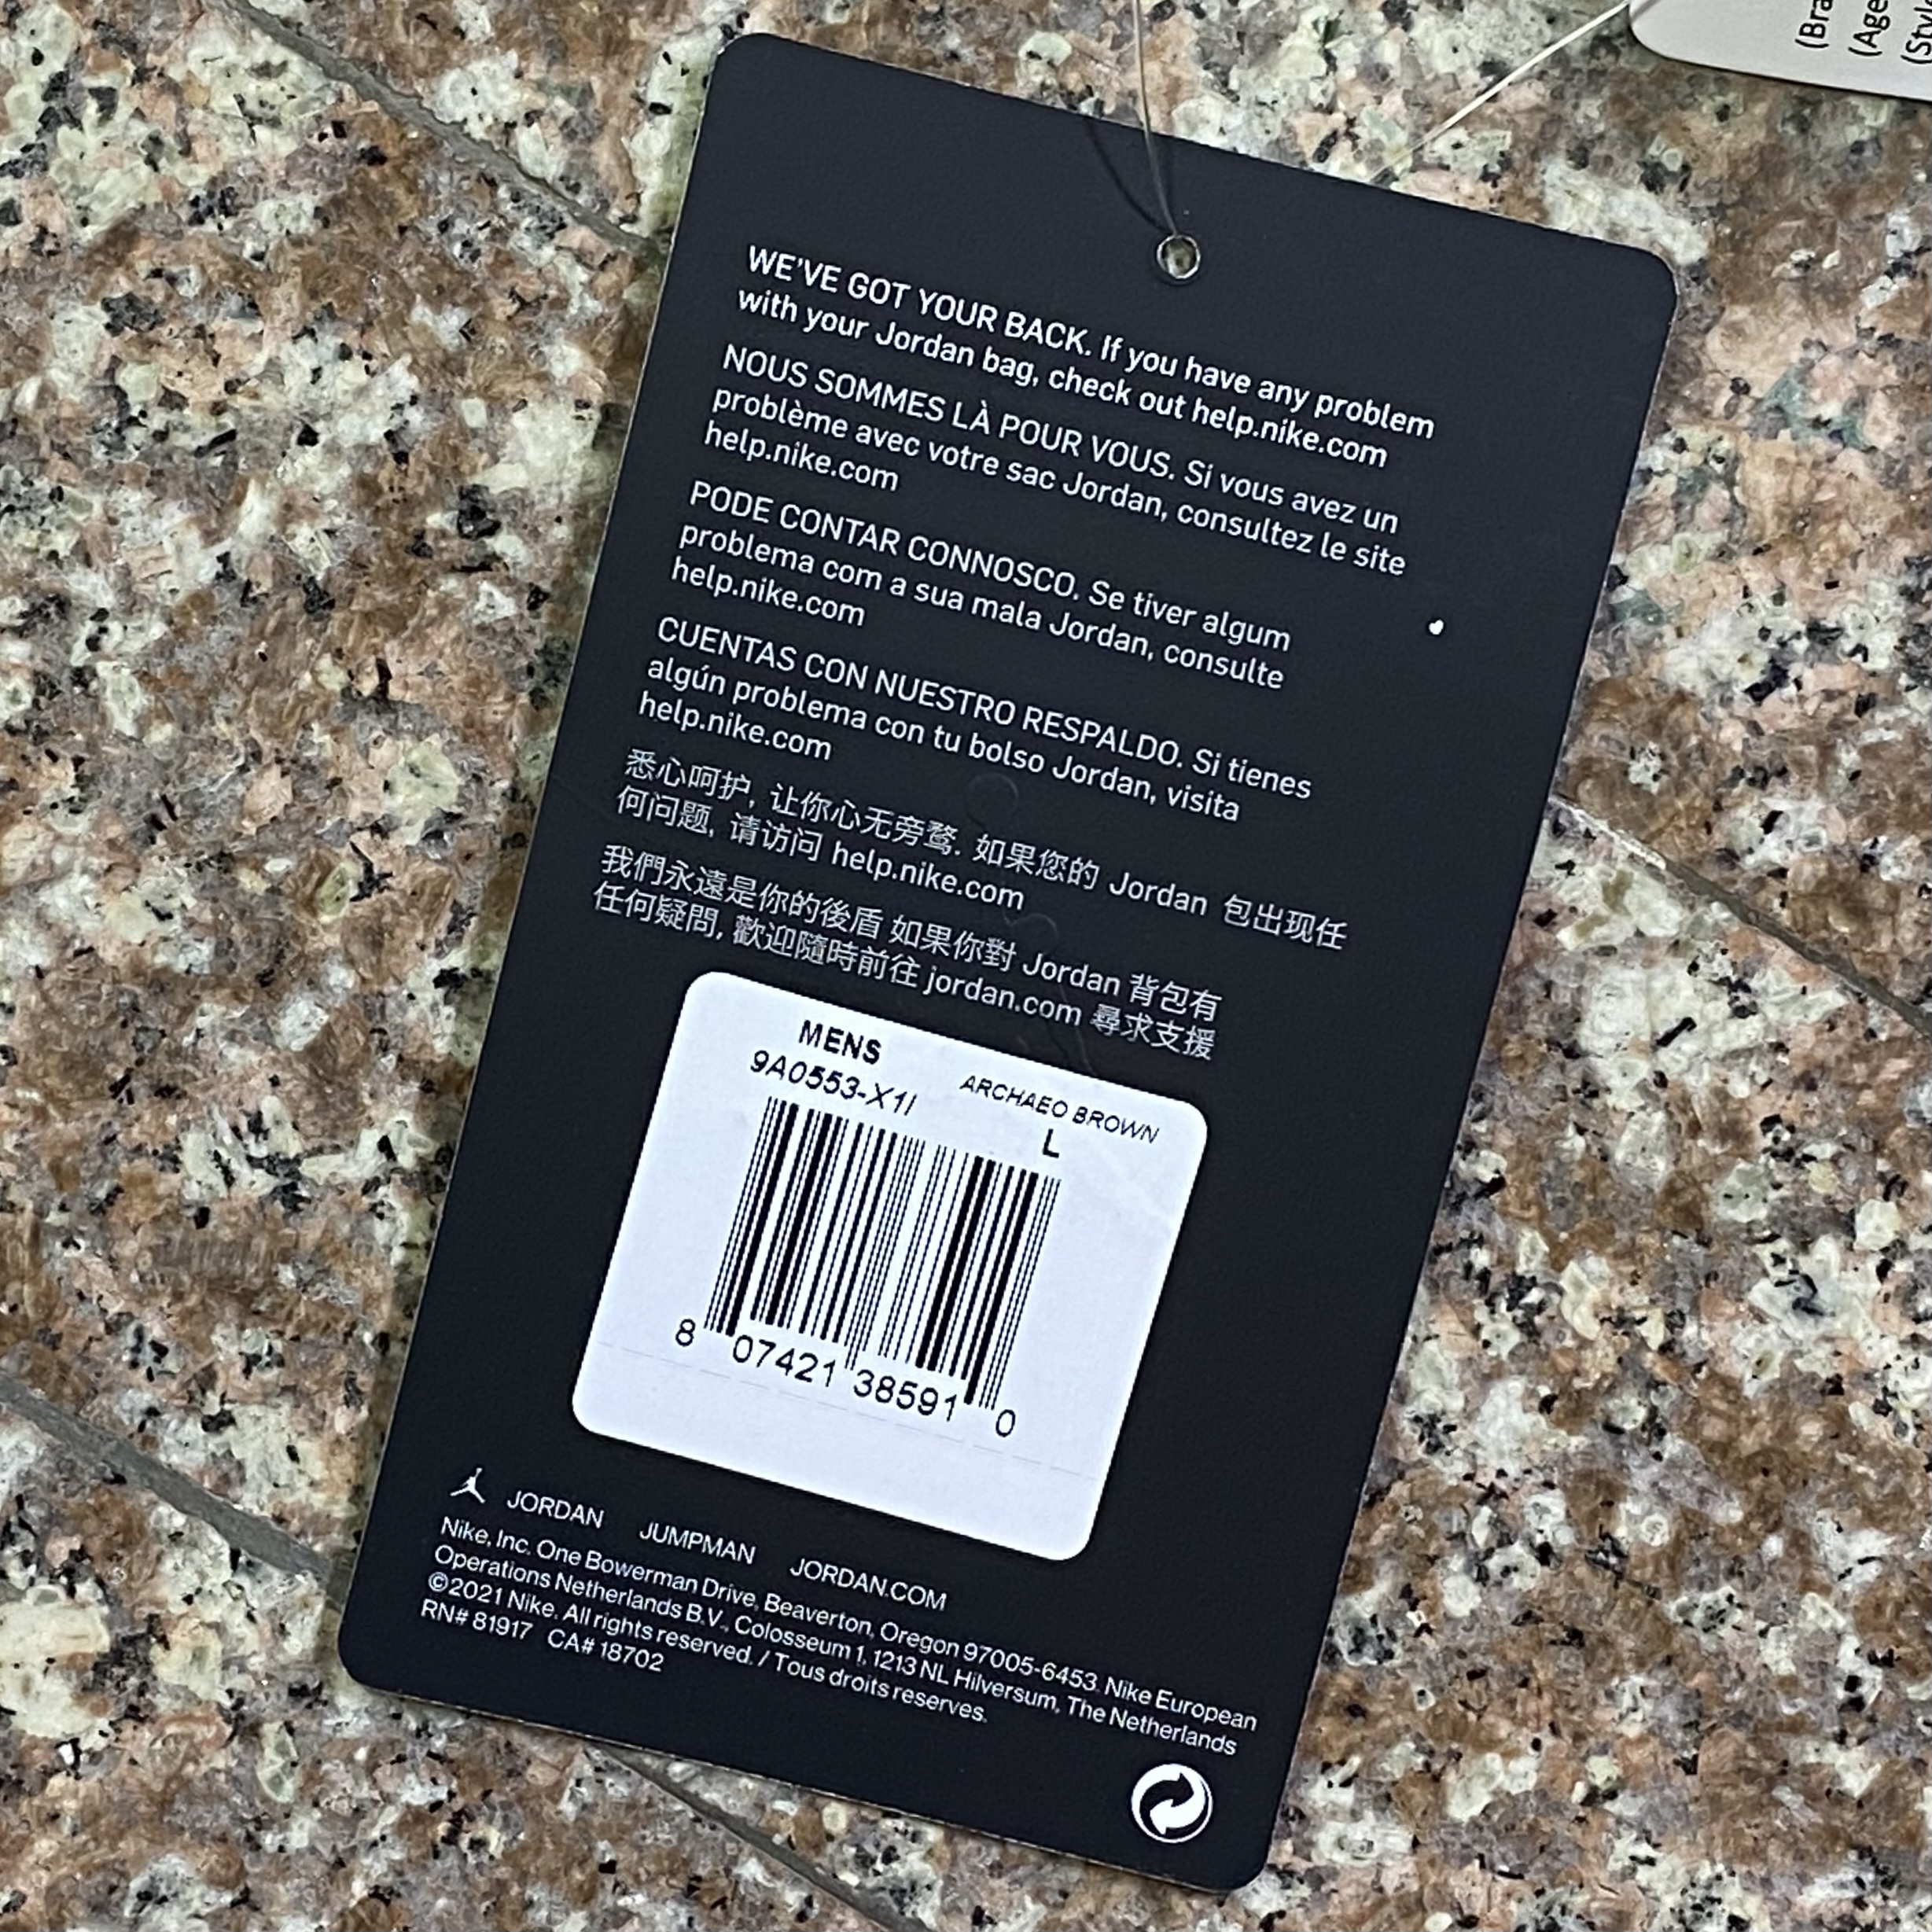 (Bra
(Age
(Sty
WE'VE GOT YOUR BACK. If you have any problem
with your Jordan bag, check out help.nike.com
NOUS SOMMES LÀ POUR VOUS. Si vous avez un
problème avec votre sac Jordan, consultez le site
help.nike.com
PODE CONTAR CONNOSCO. Se tiver algum
problema com a sua mala Jordan, consulte
help.nike.com
CUENTAS CON NUESTRO RESPALDO. Si tienes
algún problema con tu bolso Jordan, visita
help.nike.com
悉心呵护, 让你心无旁鹜. 如果您的 Jordan 包出现任
何问题, 请访问 help.nike.com
我們永遠是你的後盾 如果你對 Jordan 背包有
任何疑問, 歡迎隨時前往 jordan.com 尋求支援
MENS
9A0553-X1I ARCHAEO BROWN
L
8 07421 38591 0
JORDAN JUMPMAN JORDAN.COM
Nike, Inc. One Bowerman Drive, Beaverton, Oregon 97005-6453. Nike European
Operations Netherlands B.V., Colosseum 1, 1213 NL Hilversum, The Netherlands
©2021 Nike. All rights reserved. / Tous droits reserves.
RN# 81917 CA# 18702